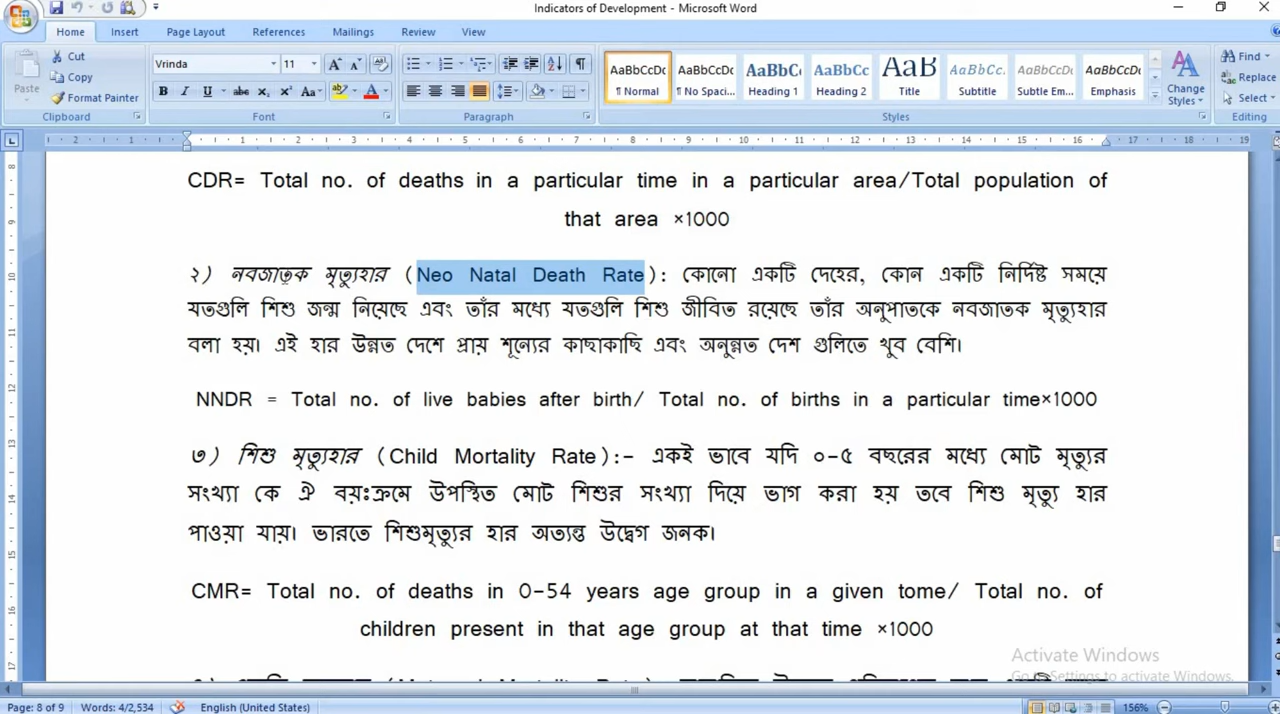 Indicators of Development - Microsoft Word
Home Insert Page Layout References Mailings Review View
Cut
Copy
Paste
Format Painter
Clipboard
Vrinda 11
Font
Paragraph
AaBbCcDc AaBbCcDc AaBbCc AaBbCc AaB AaBbCc. AaBbCcDc AaBbCcDc
¶ Normal ¶ No Spaci... Heading 1 Heading 2 Title Subtitle Subtle Em... Emphasis
Styles
Change Styles
Find
Replace
Select
Editing
CDR= Total no. of deaths in a particular time in a particular area/Total population of
that area ×1000
২) নবজাতক মৃত্যুহার (Neo Natal Death Rate): কোনো একটি দেহের, কোন একটি নির্দিষ্ট সময়ে
যতগুলি শিশু জন্ম নিয়েছে এবং তাঁর মধ্যে যতগুলি শিশু জীবিত রয়েছে তাঁর অনুপাতকে নবজাতক মৃত্যুহার
বলা হয়। এই হার উন্নত দেশে প্রায় শূন্যের কাছাকাছি এবং অনুন্নত দেশ গুলিতে খুব বেশি।
NNDR = Total no. of live babies after birth/ Total no. of births in a particular time×1000
৩) শিশু মৃত্যুহার (Child Mortality Rate):- একই ভাবে যদি ০-৫ বছরের মধ্যে মোট মৃত্যুর
সংখ্যা কে ঐ বয়ঃক্রমে উপস্থিত মোট শিশুর সংখ্যা দিয়ে ভাগ করা হয় তবে শিশু মৃত্যু হার
পাওয়া যায়। ভারতে শিশুমৃত্যুর হার অত্যন্ত উদ্বেগ জনক।
CMR= Total no. of deaths in 0-54 years age group in a given tome/ Total no. of
children present in that age group at that time ×1000
Activate Windows
Go to Settings to activate Windows.
Page: 8 of 9 Words: 4/2,534 English (United States) 156%